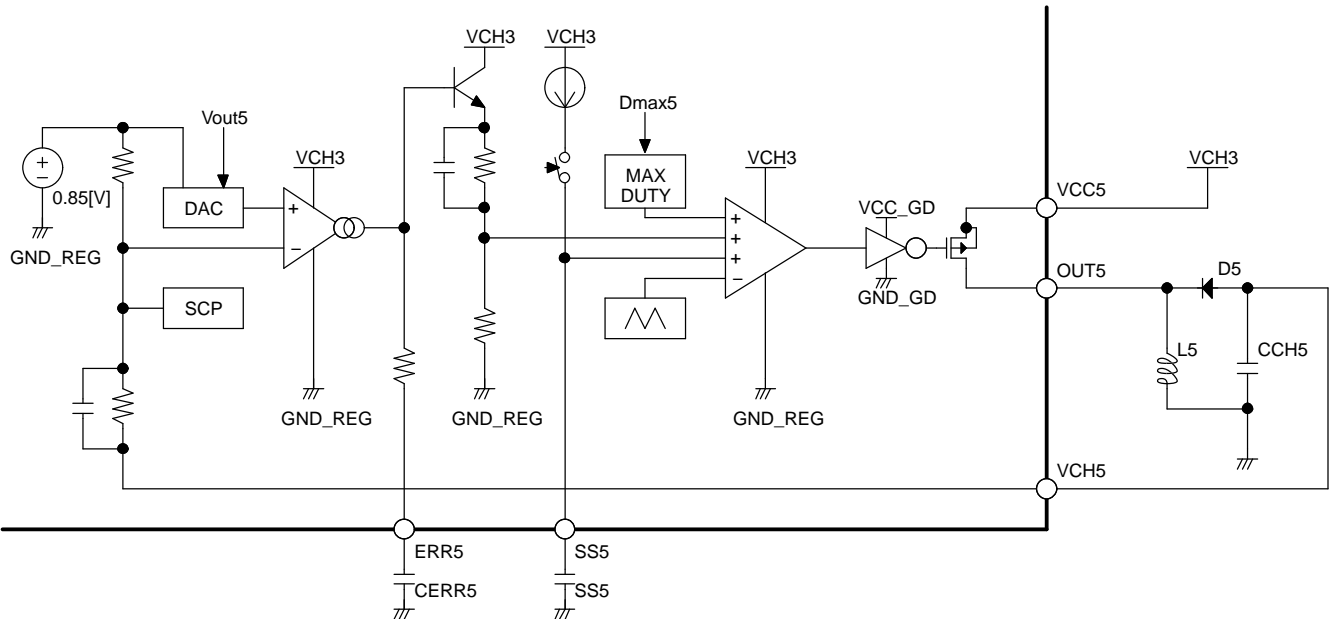 VCH3
VCH3
Vout5
Dmax5
VCH3
VCH3
VCH3
+
−
0.85[V]
DAC
MAX
DUTY
VCC5
GND_REG
+
−
+
+
+
−
VCC_GD
GND_GD
OUT5
D5
SCP
L5
CCH5
GND_REG
GND_REG
GND_REG
VCH5
ERR5
SS5
CERR5
SS5